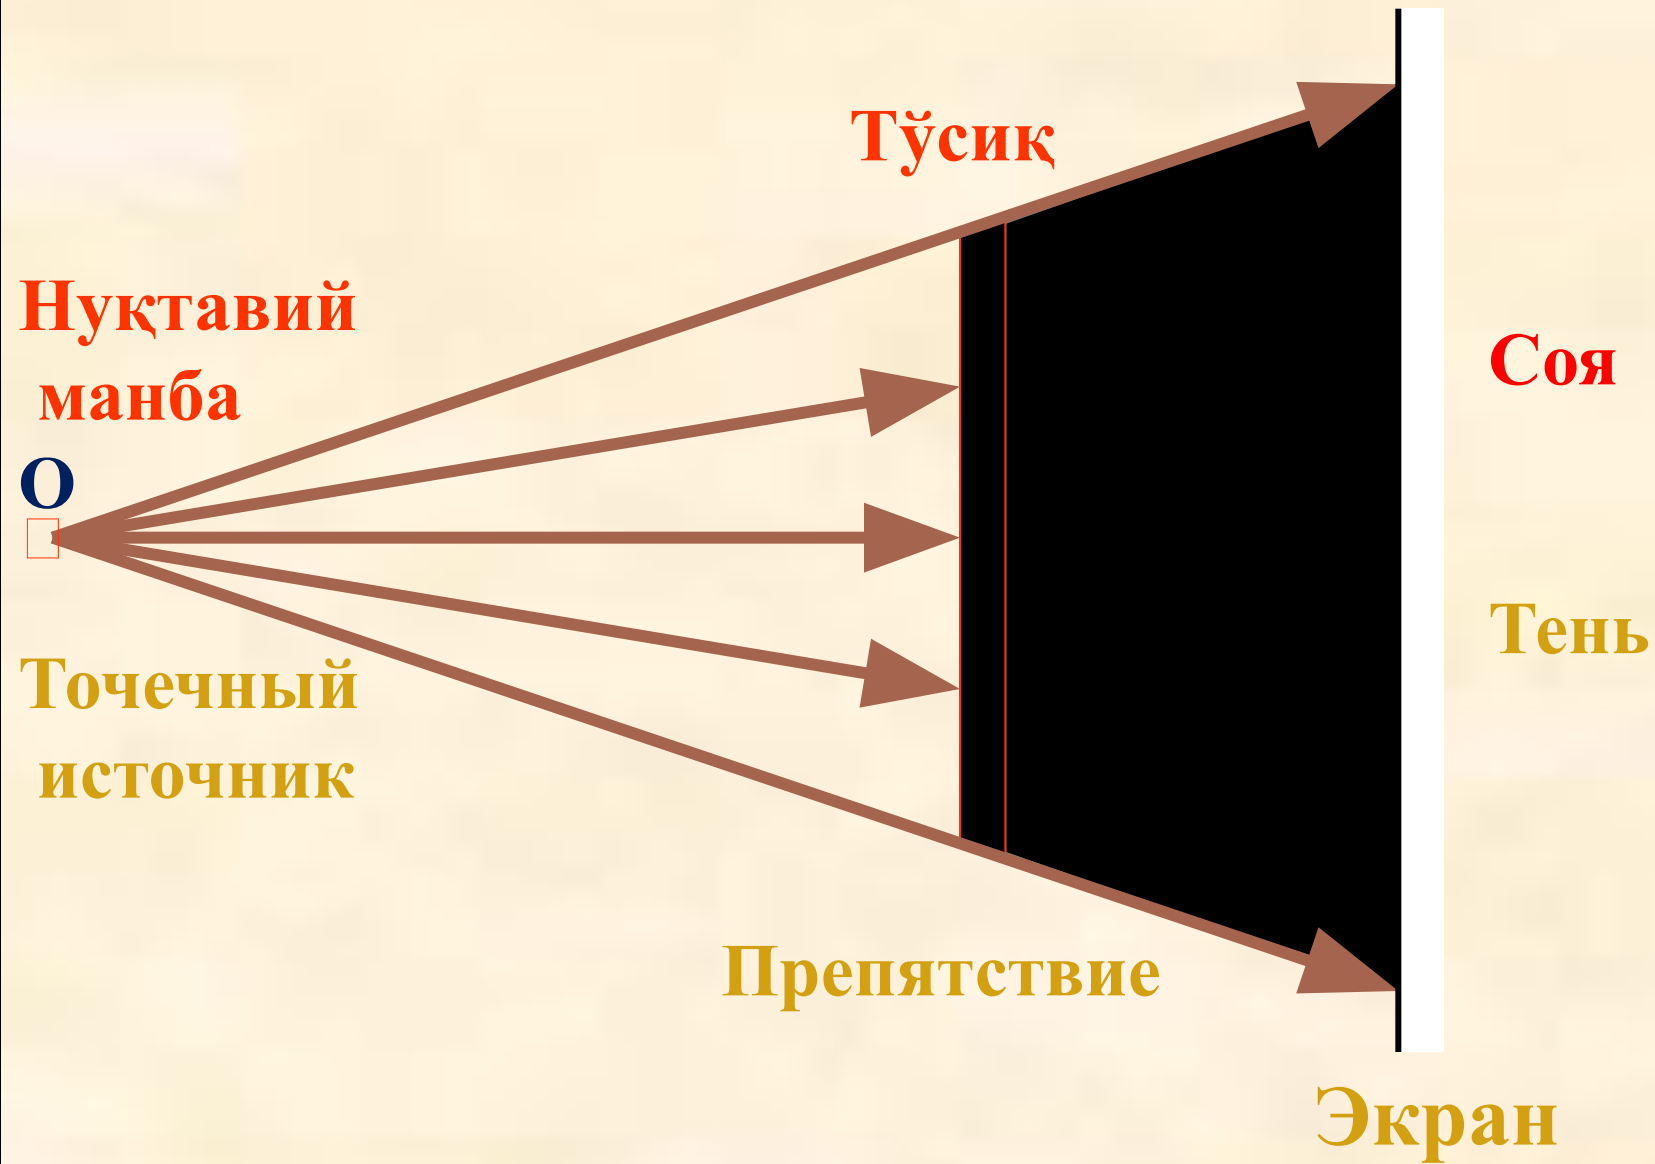 Тўсиқ
Нуқтавий
манба
О
Соя
Тень
Точечный
источник
Препятствие
Экран